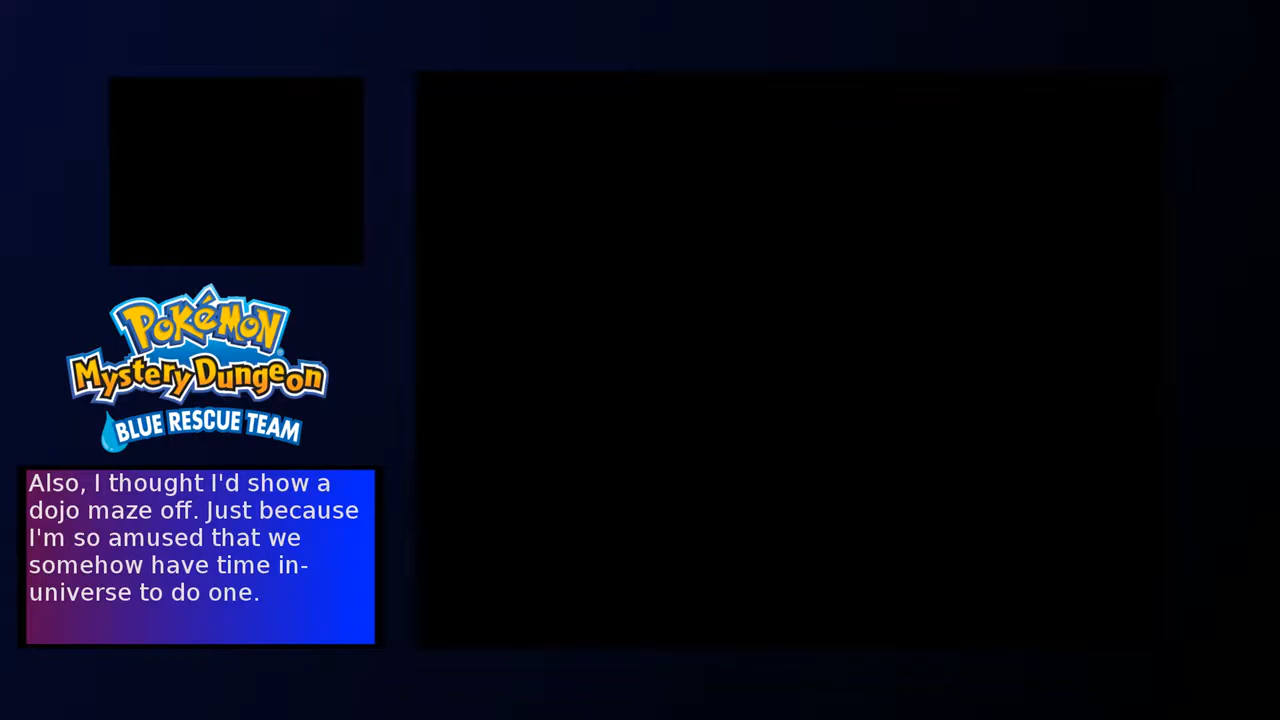 Pokémon
Mystery Dungeon
BLUE RESCUE TEAM
Also, I thought I'd show a
dojo maze off. Just because
I'm so amused that we
somehow have time in-
universe to do one.